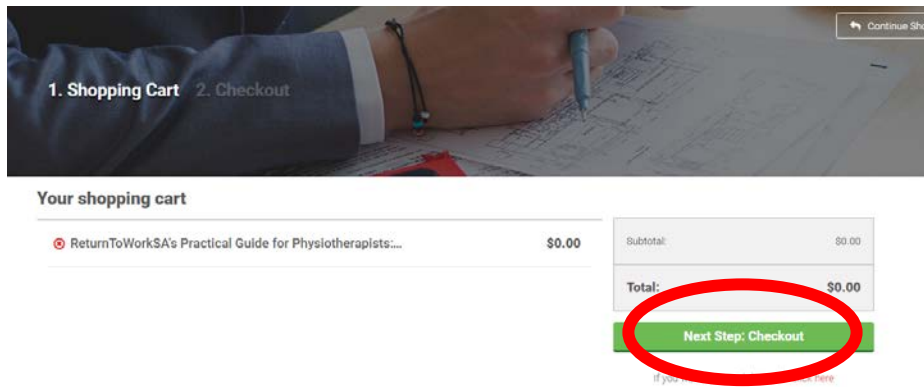 Continue
1. Shopping Cart 2. Checkout
Your shopping cart
ReturnToWorkSA's Practical Guide for Physiotherapists:... $0.00
Subtotal: $0.00
Total: $0.00
Next Step: Checkout
If you here